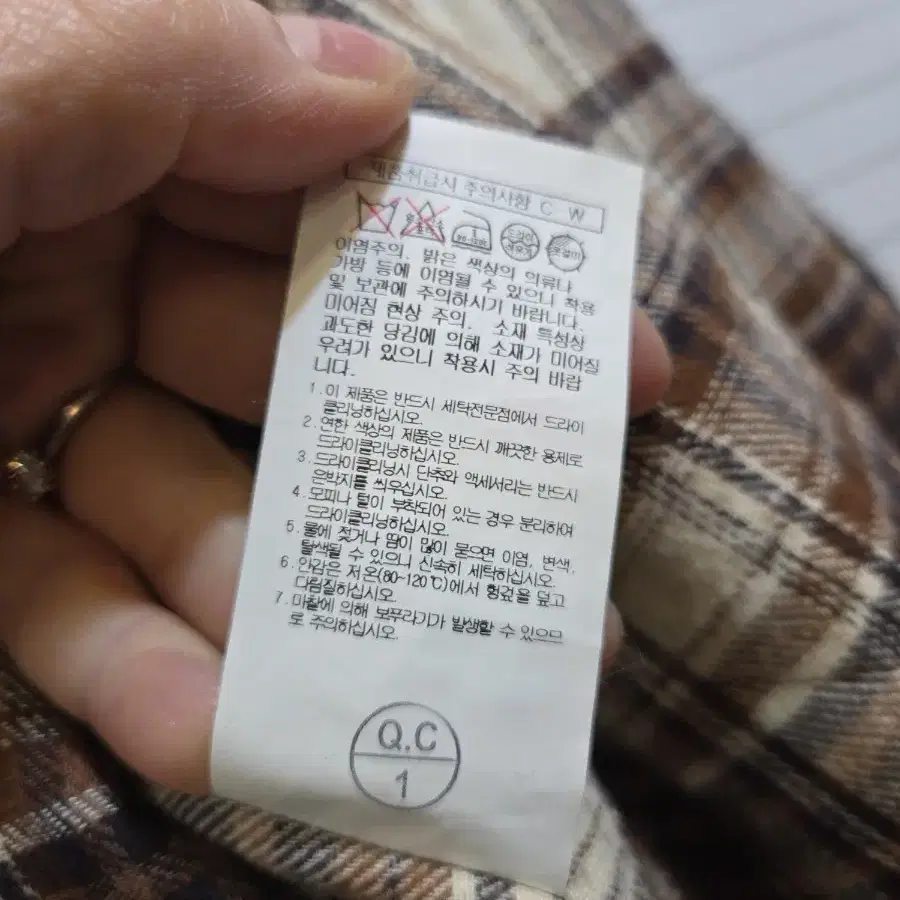 제품취급시 주의사항 C W
이염주의. 밝은 색상의 의류나
가방 등에 이염될 수 있으니 착용
및 보관에 주의하시기 바랍니다.
미어짐 현상 주의. 소재 특성상
과도한 당김에 의해 소재가 미어질
우려가 있으니 착용시 주의 바랍
니다.
1. 이 제품은 반드시 세탁전문점에서 드라이
클리닝하십시오.
2. 연한 색상의 제품은 반드시 깨끗한 용제로
드라이클리닝하십시오.
3. 드라이클리닝시 단추와 액세서리는 반드시
은박지를 씌우십시오.
4. 모피나 털이 부착되어 있는 경우 분리하여
드라이클리닝하십시오.
5. 물에 젖거나 땀이 많이 묻으면 이염, 변색,
탈색될 수 있으니 신속히 세탁하십시오.
6. 안감은 저온(80~120℃)에서 헝겊을 덮고
다림질하십시오.
7. 마찰에 의해 보푸라기가 발생할 수 있으므
로 주의하십시오.
Q.C
1